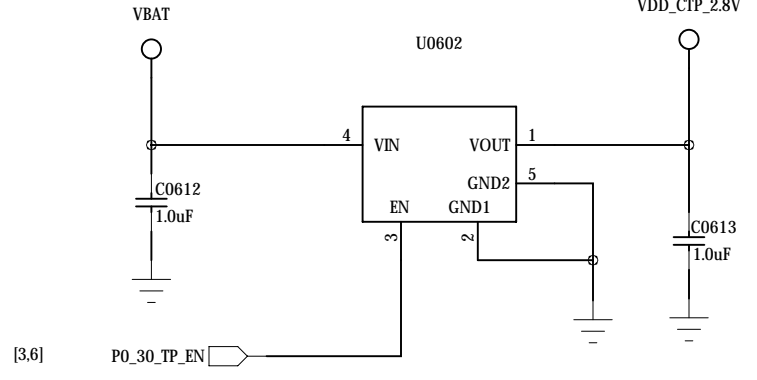 VBAT
VDD_CTP_2.8V
U0602
4
VIN
VOUT
1
GND2
5
C0612
1.0uF
EN
GND1
3
2
C0613
1.0uF
[3,6]
P0_30_TP_EN